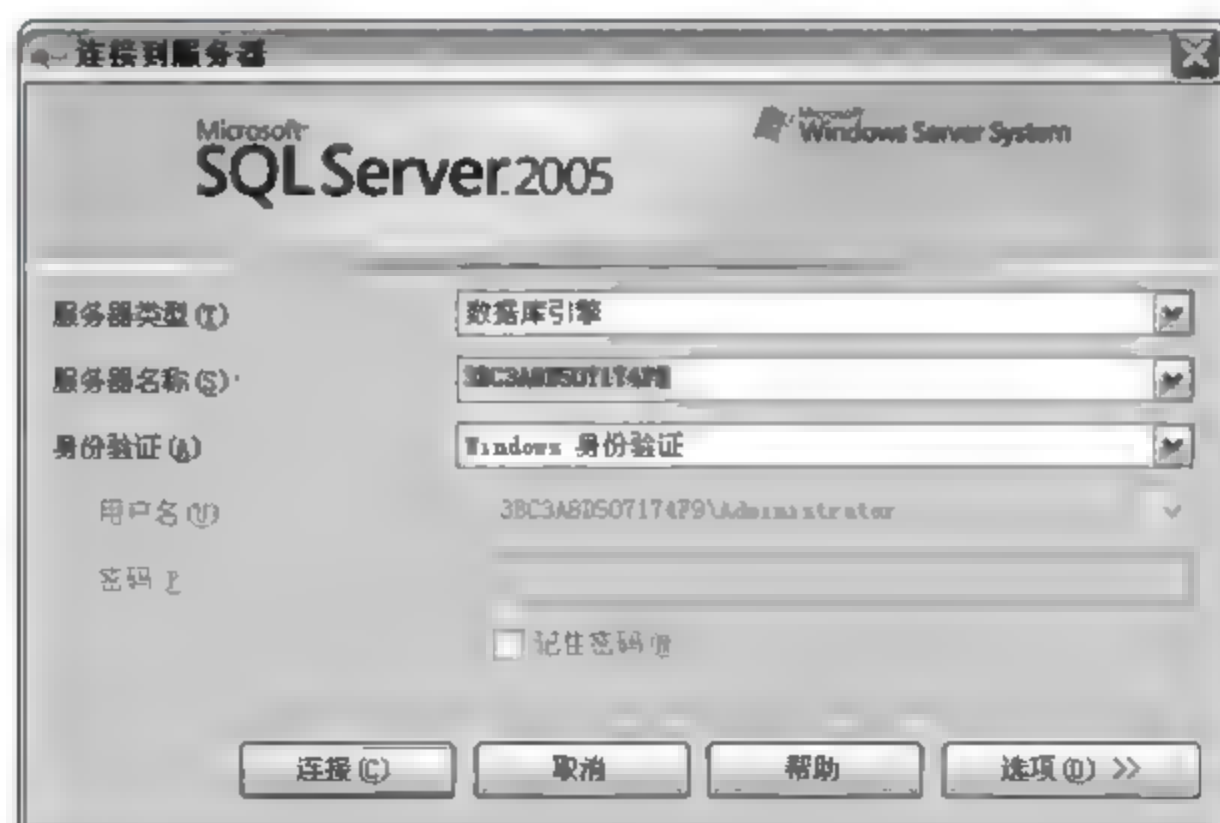 连接到服务器
Microsoft
SQL Server 2005
Microsoft
Windows Server System
服务器类型(T)
数据库引擎
服务器名称(S)
身份验证(A)
Windows 身份验证
用户名(U)
密码 P
记住密码
连接(C)
取消
帮助
选项(O) >>